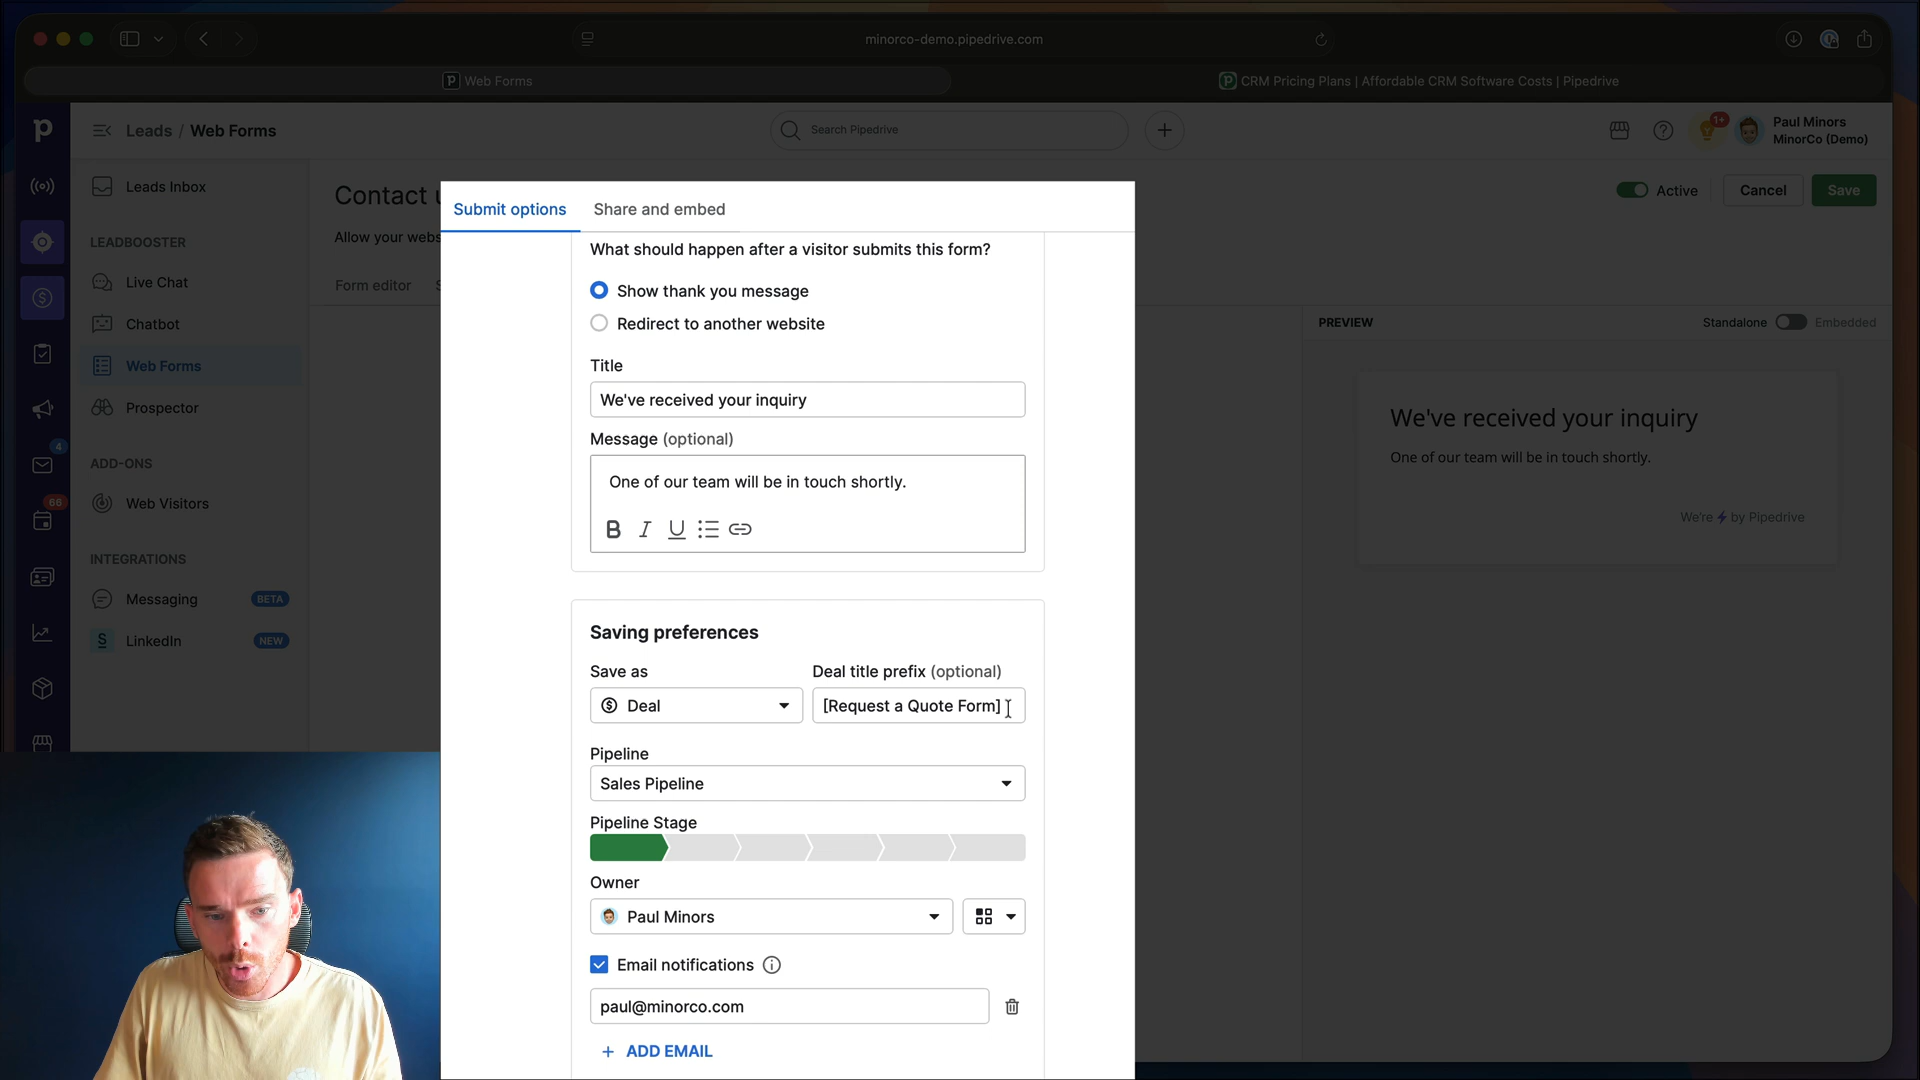 minorco-demo.pipedrive.com
Web Forms
CRM Pricing Plans | Affordable CRM Software Costs | Pipedrive
Leads / Web Forms
Search Pipedrive
1+
Paul Minors
MinorCo (Demo)
Leads Inbox
LEADBOOSTER
Live Chat
Chatbot
Web Forms
Prospector
ADD-ONS
Web Visitors
INTEGRATIONS
Messaging BETA
LinkedIn NEW
4
66
Contact u
Allow your webs
Form editor S
Active
Cancel
Save
Submit options
Share and embed
What should happen after a visitor submits this form?
Show thank you message
Redirect to another website
Title
We've received your inquiry
Message (optional)
One of our team will be in touch shortly.
B I U
Saving preferences
Save as
Deal title prefix (optional)
Deal
[Request a Quote Form]
Pipeline
Sales Pipeline
Pipeline Stage
Owner
Paul Minors
Email notifications
paul@minorco.com
+ ADD EMAIL
PREVIEW
Standalone
Embedded
We've received your inquiry
One of our team will be in touch shortly.
We're by Pipedrive